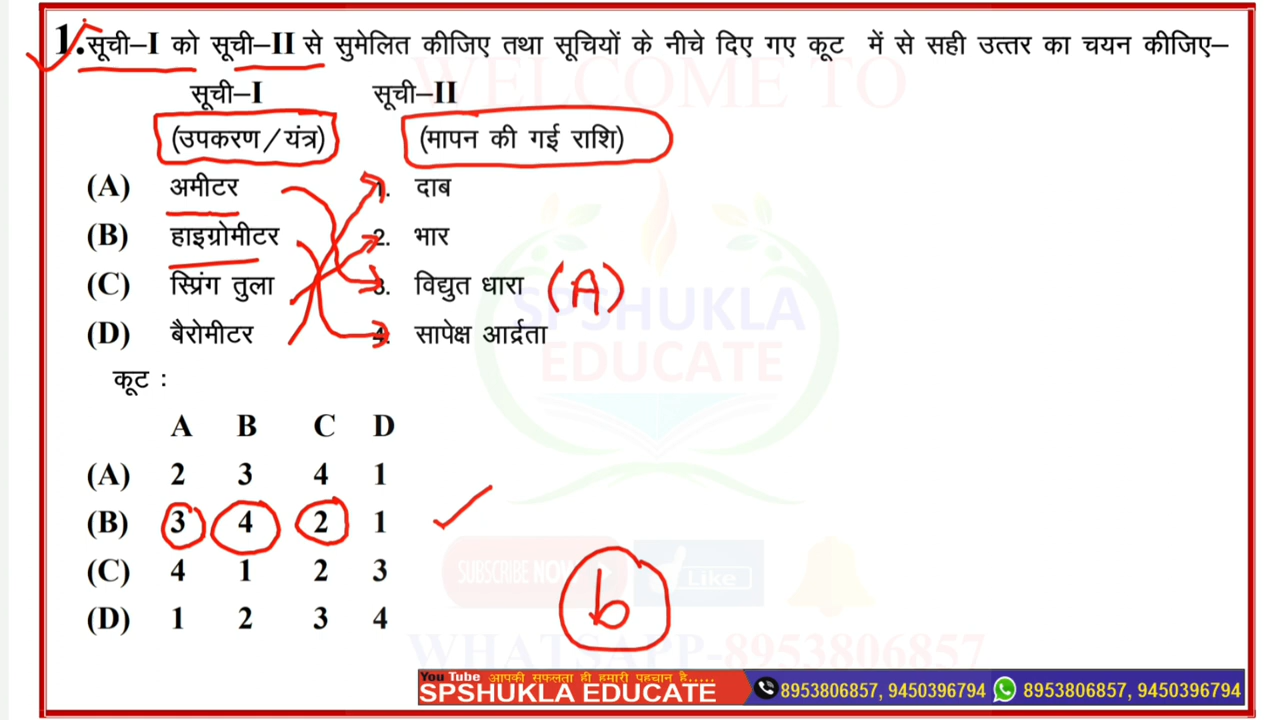 1. सूची–I को सूची–II से सुमेलित कीजिए तथा सूचियों के नीचे दिए गए कूट में से सही उत्तर का चयन कीजिए–
सूची–I सूची–II
(उपकरण/यंत्र) (मापन की गई राशि)
(A) अमीटर 1. दाब
(B) हाइग्रोमीटर 2. भार
(C) स्प्रिंग तुला 3. विद्युत धारा (A)
(D) बैरोमीटर 4. सापेक्ष आर्द्रता
कूट :
A B C D
(A) 2 3 4 1
(B) 3 4 2 1
(C) 4 1 2 3
(D) 1 2 3 4
b
WELCOME TO
SPSHUKLA
EDUCATE
SUBSCRIBE NOW Like
WHATSAPP-8953806857
You Tube आपकी सफलता ही हमारी पहचान है.....
SPSHUKLA EDUCATE 8953806857, 9450396794 8953806857, 9450396794